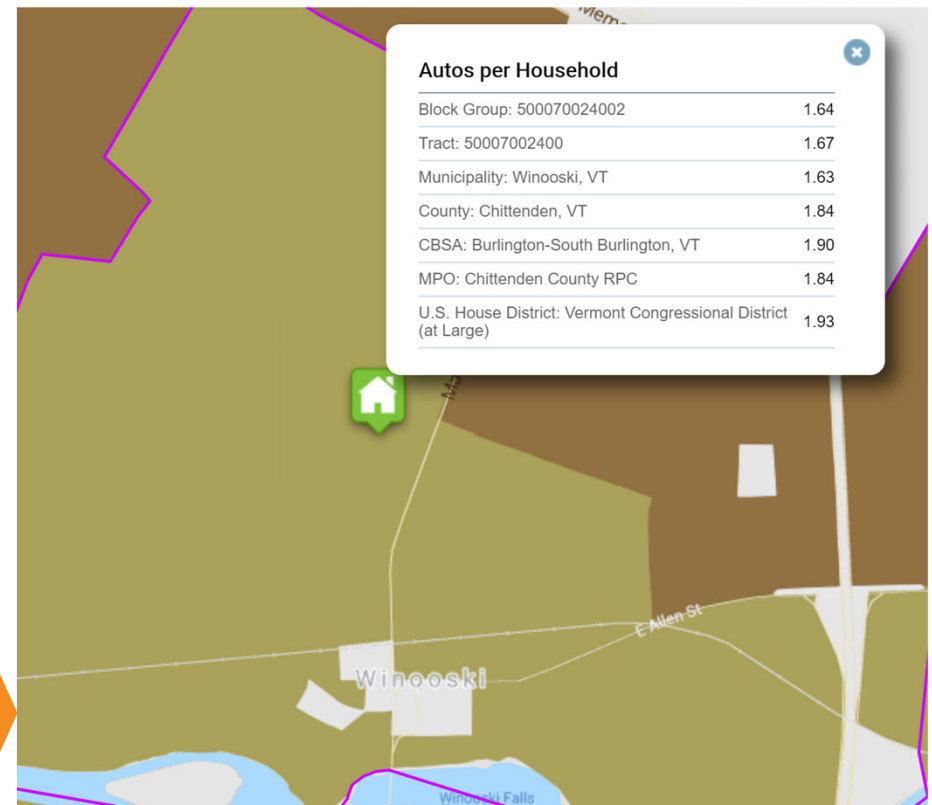 Autos per Household
Block Group: 500070024002 1.64
Tract: 50007002400 1.67
Municipality: Winooski, VT 1.63
County: Chittenden, VT 1.84
CBSA: Burlington-South Burlington, VT 1.90
MPO: Chittenden County RPC 1.84
U.S. House District: Vermont Congressional District 1.93
(at Large)
E Allen St
Winooski
Winooski Falls